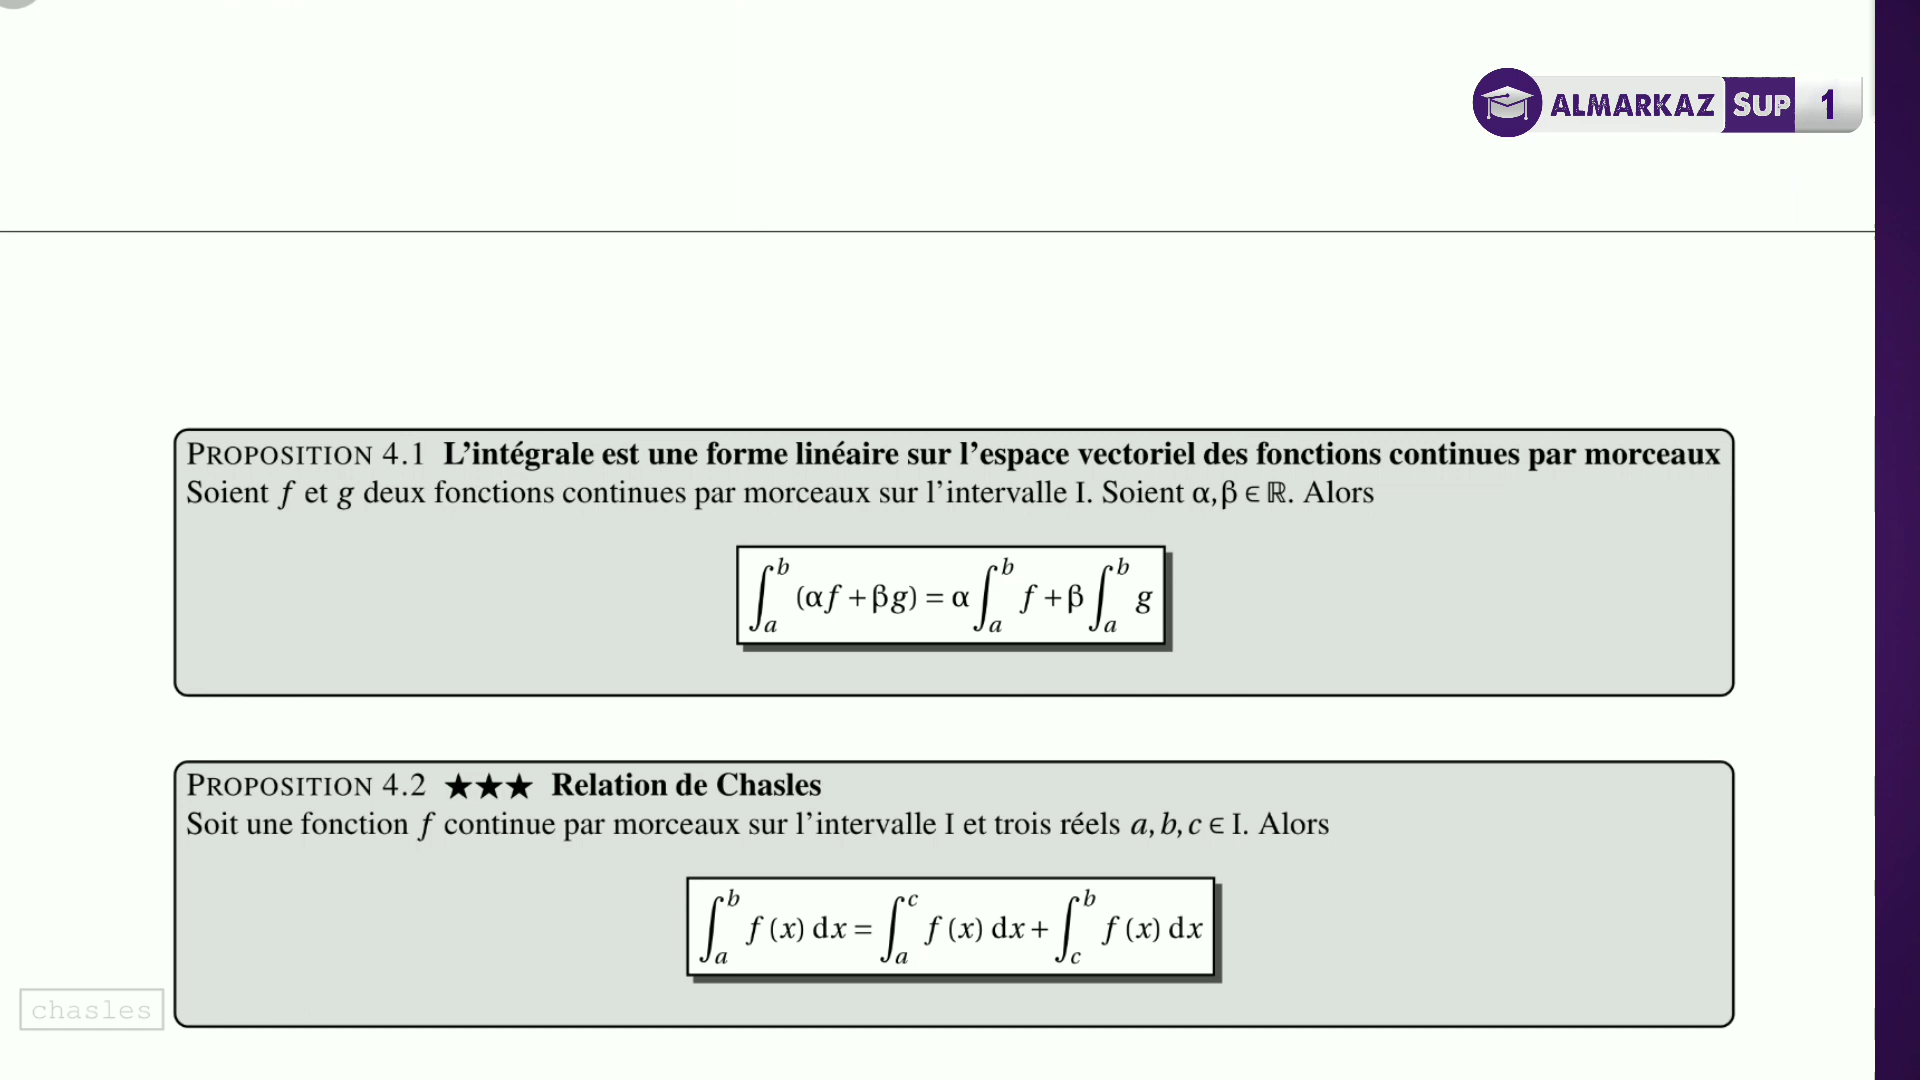 ALMARKAZ SUP 1
PROPOSITION 4.1 L'intégrale est une forme linéaire sur l'espace vectoriel des fonctions continues par morceaux
Soient f et g deux fonctions continues par morceaux sur l'intervalle I. Soient α, β ∈ ℝ. Alors
∫_a^b (αf + βg) = α ∫_a^b f + β ∫_a^b g
PROPOSITION 4.2 ★★★ Relation de Chasles
Soit une fonction f continue par morceaux sur l'intervalle I et trois réels a, b, c ∈ I. Alors
∫_a^b f (x) dx = ∫_a^c f (x) dx + ∫_c^b f (x) dx
chasles